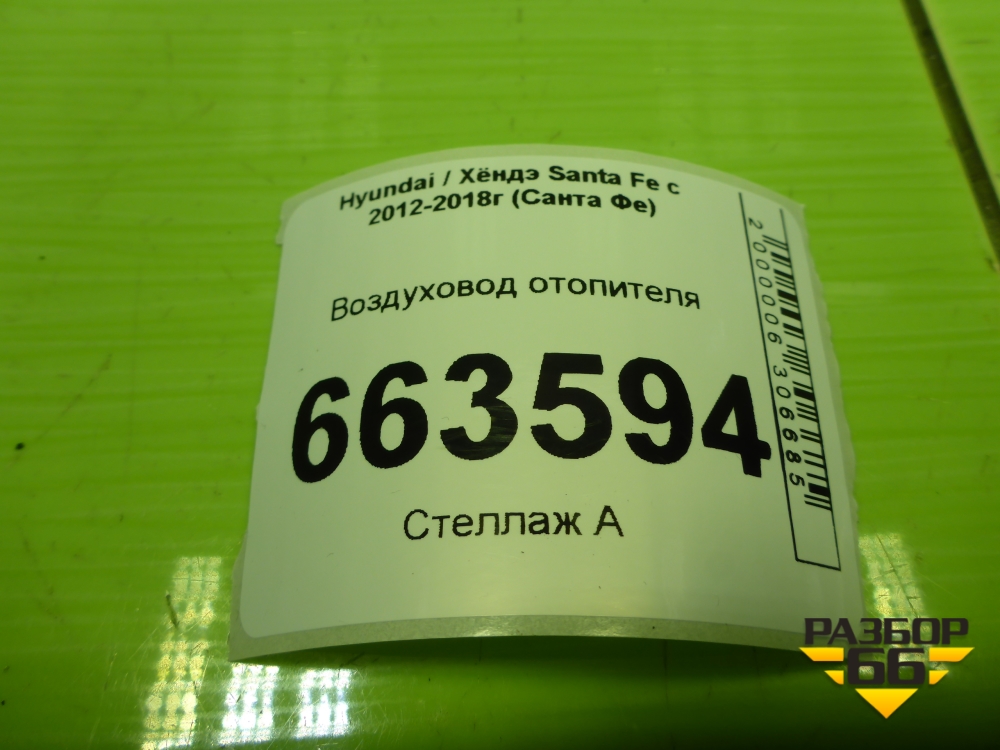 Hyundai / Хёндэ Santa Fe с
2012-2018г (Санта Фе)
Воздуховод отопителя
663594
Стеллаж А
2000006306685
РАЗБОР
66